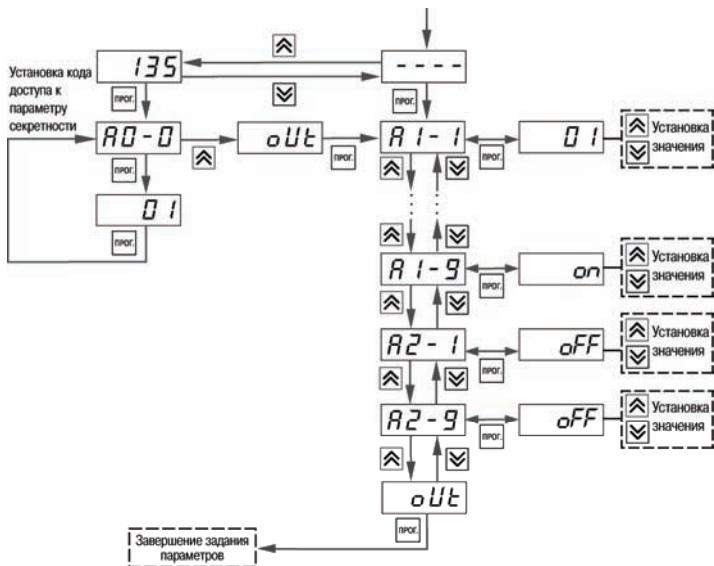 Установка кода
доступа к
параметру
секретности
135
- - - -
ПРОГ.
ПРОГ.
A0-0
oUt
A1-1
01
Установка
значения
ПРОГ.
ПРОГ.
ПРОГ.
01
ПРОГ.
A1-9
on
Установка
значения
ПРОГ.
A2-1
oFF
Установка
значения
ПРОГ.
A2-9
oFF
Установка
значения
ПРОГ.
oUt
ПРОГ.
Завершение задания
параметров